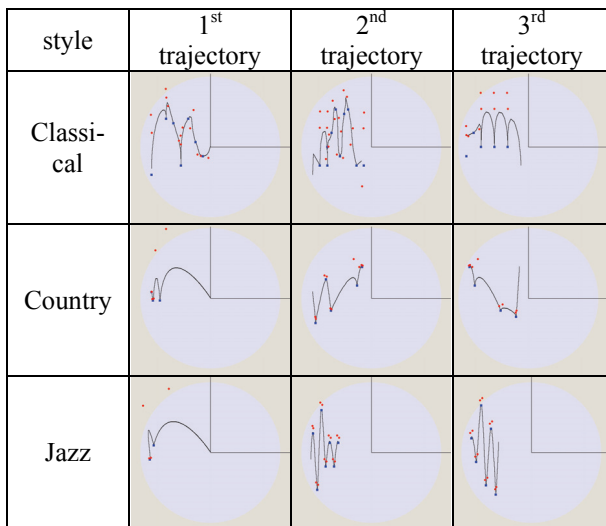 style
1st
trajectory
2nd
trajectory
3rd
trajectory
Classi-
cal
Country
Jazz